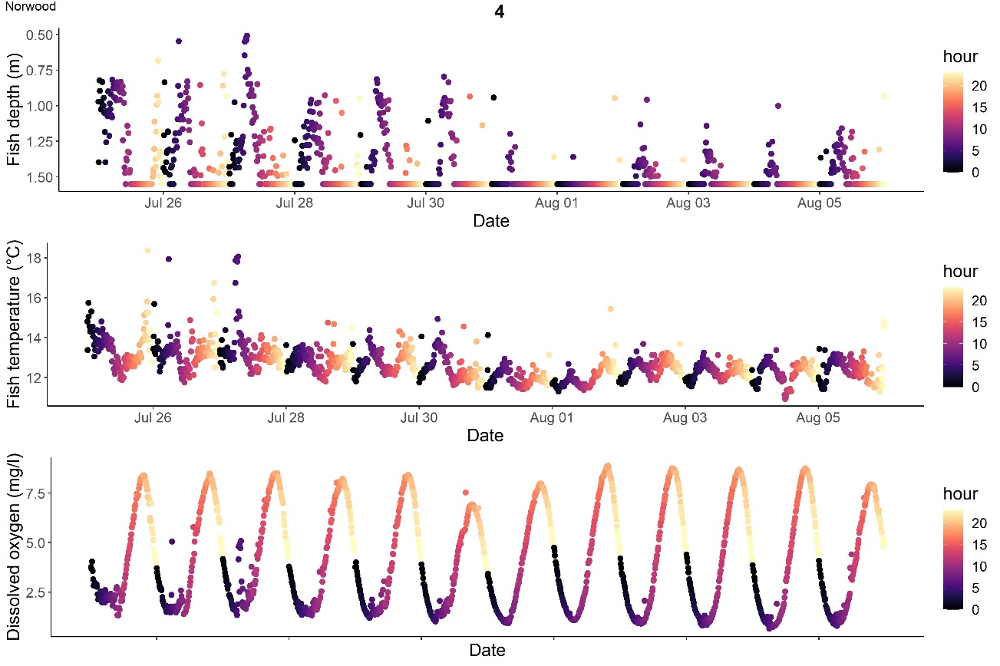 Norwood
4
Fish depth (m)
0.50
0.75
1.00
1.25
1.50
Jul 26
Jul 28
Jul 30
Aug 01
Aug 03
Aug 05
Date
hour
20
15
10
5
0
Fish temperature (°C)
18
16
14
12
Jul 26
Jul 28
Jul 30
Aug 01
Aug 03
Aug 05
Date
hour
20
15
10
5
0
Dissolved oxygen (mg/l)
7.5
5.0
2.5
Date
hour
20
15
10
5
0